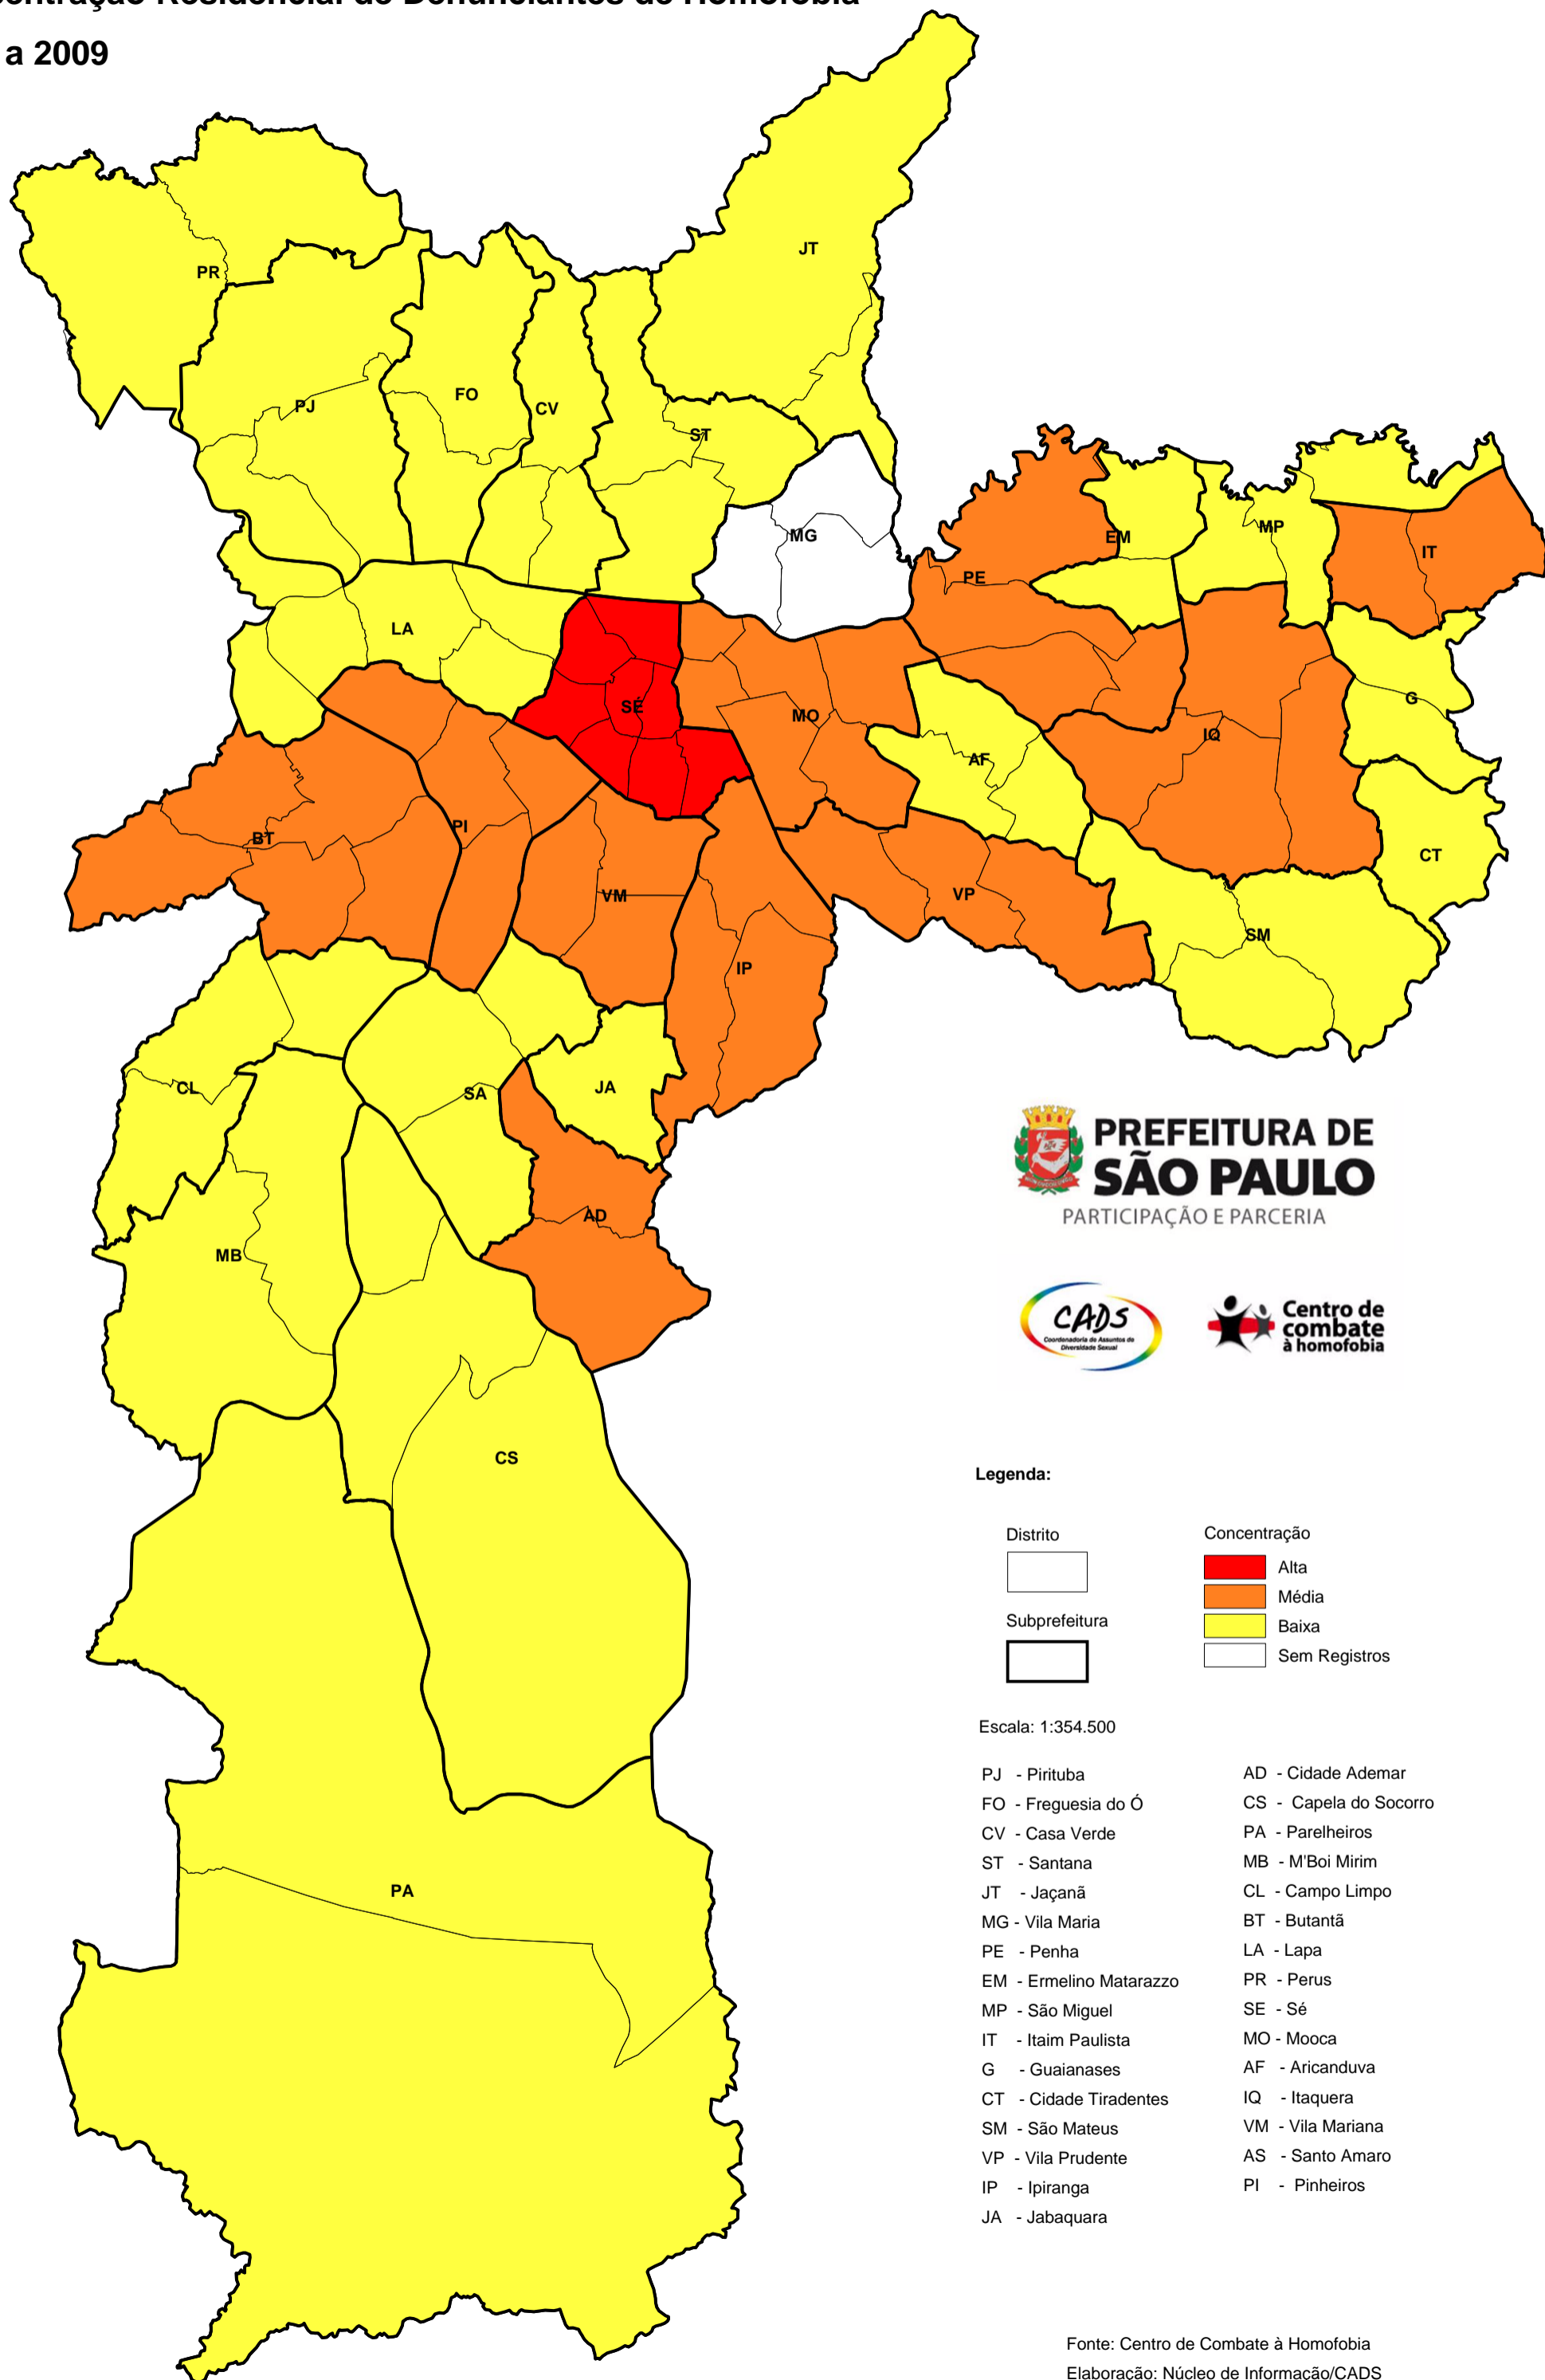 a 2009
JT
PR
FO
PJ
CV
ST
MG
EM
MP
IT
PE
LA
G
SÉ
MO
IQ
AF
PI
BT
CT
VM
VP
SM
IP
CL
SA
JA
AD
MB
CS
PA
PREFEITURA DE
SÃO PAULO
PARTICIPAÇÃO E PARCERIA
CADS
Coordenadoria de Assuntos de
Diversidade Sexual
Centro de
combate
à homofobia
Legenda:
Distrito
Subprefeitura
Concentração
Alta
Média
Baixa
Sem Registros
Escala: 1:354.500
PJ - Pirituba
FO - Freguesia do Ó
CV - Casa Verde
ST - Santana
JT - Jaçanã
MG - Vila Maria
PE - Penha
EM - Ermelino Matarazzo
MP - São Miguel
IT - Itaim Paulista
G - Guaianases
CT - Cidade Tiradentes
SM - São Mateus
VP - Vila Prudente
IP - Ipiranga
JA - Jabaquara
AD - Cidade Ademar
CS - Capela do Socorro
PA - Parelheiros
MB - M'Boi Mirim
CL - Campo Limpo
BT - Butantã
LA - Lapa
PR - Perus
SE - Sé
MO - Mooca
AF - Aricanduva
IQ - Itaquera
VM - Vila Mariana
AS - Santo Amaro
PI - Pinheiros
Fonte: Centro de Combate à Homofobia
Elaboração: Núcleo de Informação/CADS